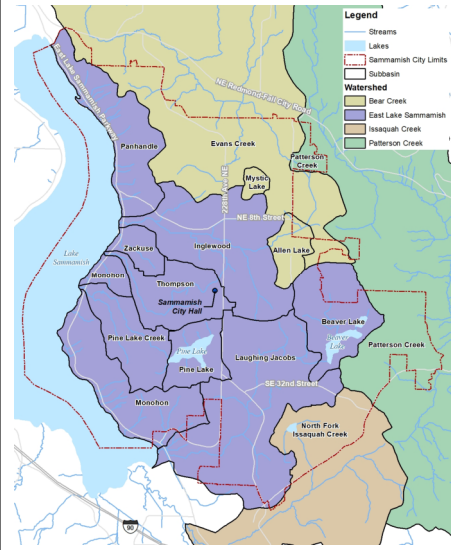 Legend
Streams
Lakes
Sammamish City Limits
Subbasin
Watershed
Bear Creek
East Lake Sammamish
Issaquah Creek
Patterson Creek
East Lake Sammamish Parkway
NE Redmond-Fall City Road
Panhandle
Evans Creek
Patterson
Creek
Mystic
Lake
228th Ave NE
NE 8th Street
Inglewood
Allen Lake
Zackuse
Lake
Sammamish
Monohon
Thompson
Sammamish
City Hall
Beaver Lake
Beaver
Lake
Patterson Creek
Pine Lake Creek
Pine Lake
Pine Lake
Laughing Jacobs
SE 32nd Street
Monohon
North Fork
Issaquah Creek
90